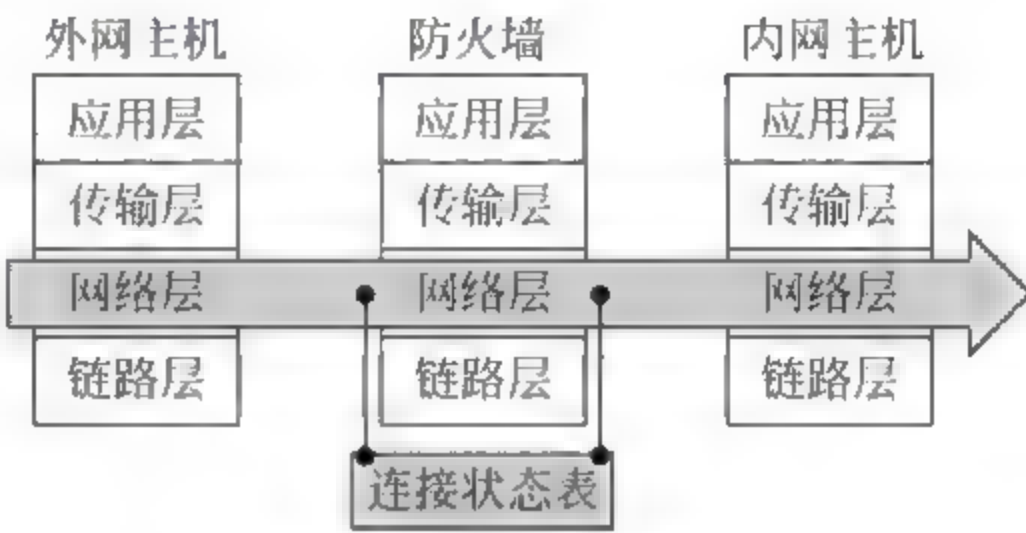 外网主机 防火墙 内网主机
应用层 应用层 应用层
传输层 传输层 传输层
网络层 网络层 网络层
链路层 链路层 链路层
连接状态表